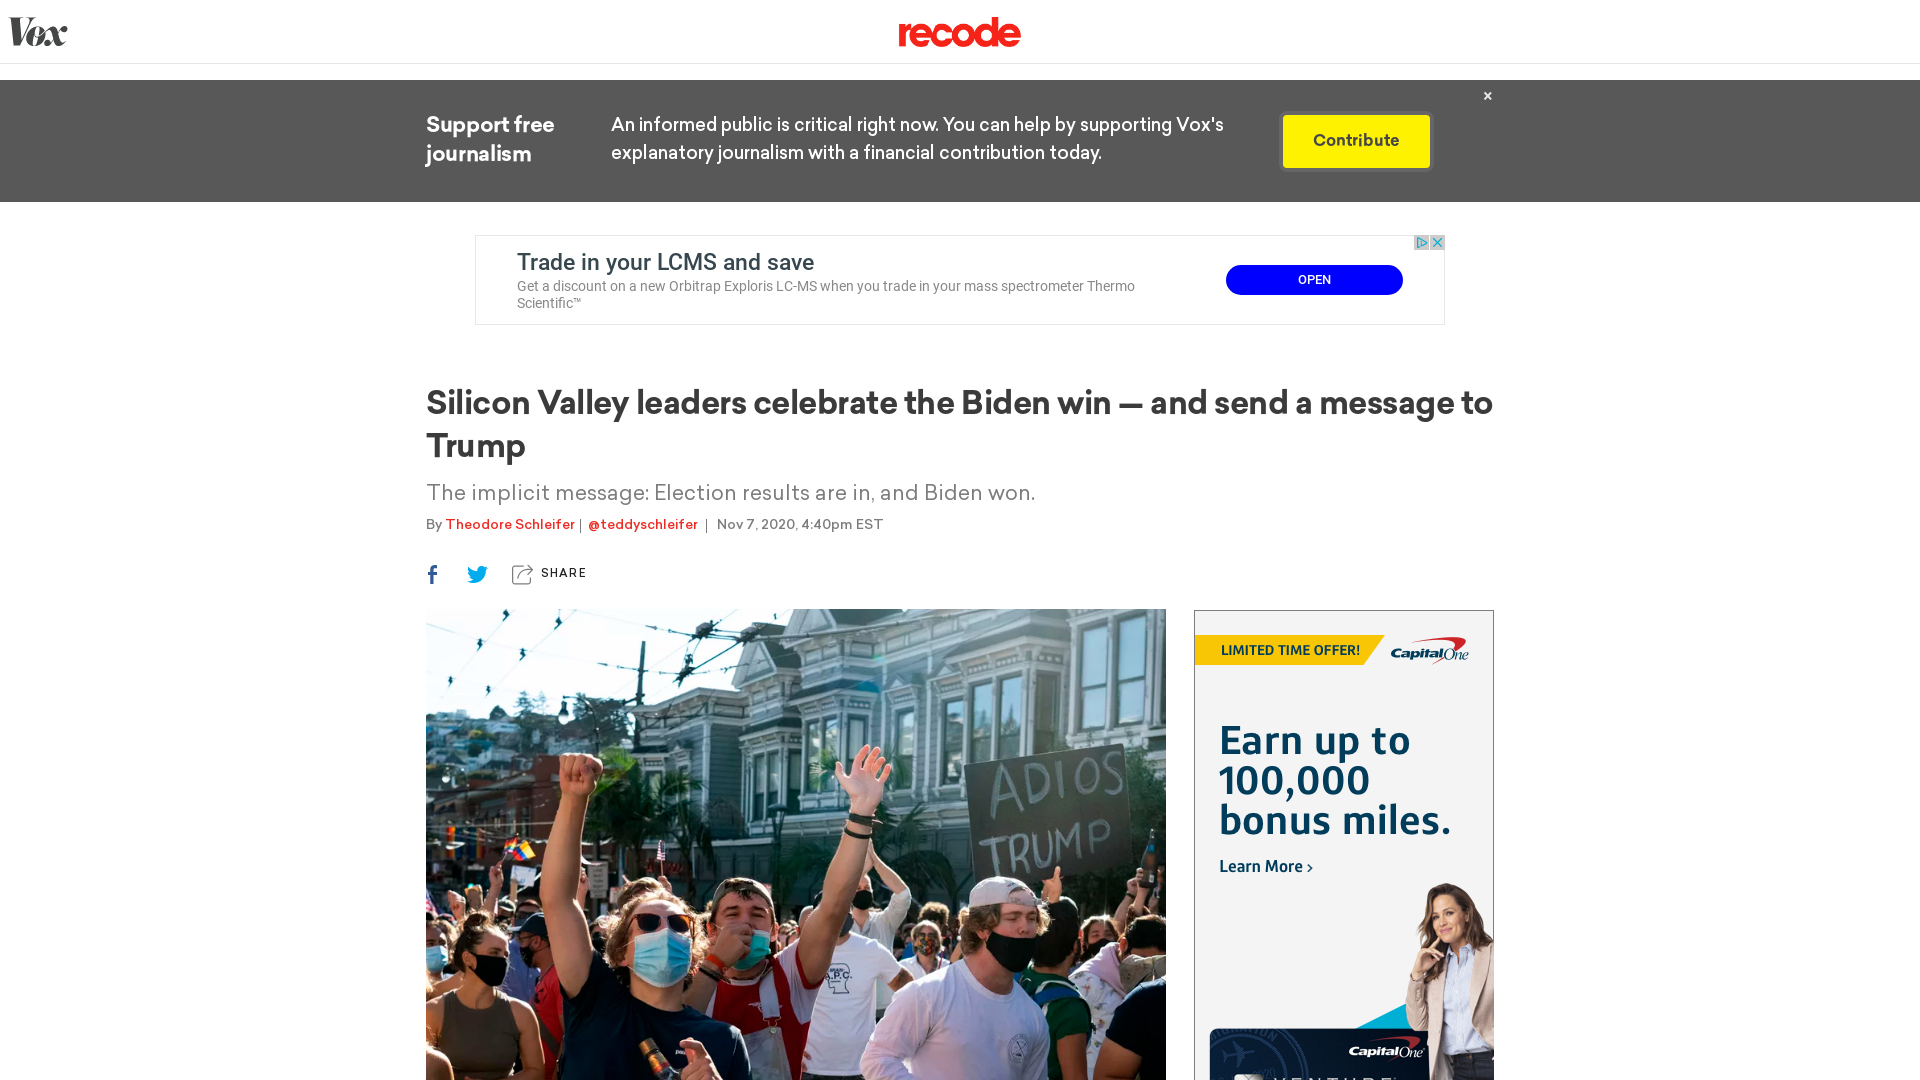 Vox
recode
×
Support free
journalism
An informed public is critical right now. You can help by supporting Vox's
explanatory journalism with a financial contribution today.
Contribute
Trade in your LCMS and save
Get a discount on a new Orbitrap Exploris LC-MS when you trade in your mass spectrometer Thermo
Scientific™
OPEN
Silicon Valley leaders celebrate the Biden win — and send a message to
Trump
The implicit message: Election results are in, and Biden won.
By Theodore Schleifer | @teddyschleifer | Nov 7, 2020, 4:40pm EST
SHARE
ADIOS
TRUMP
LIMITED TIME OFFER!
Capital One
Earn up to
100,000
bonus miles.
Learn More ›
Capital One
VENTURE